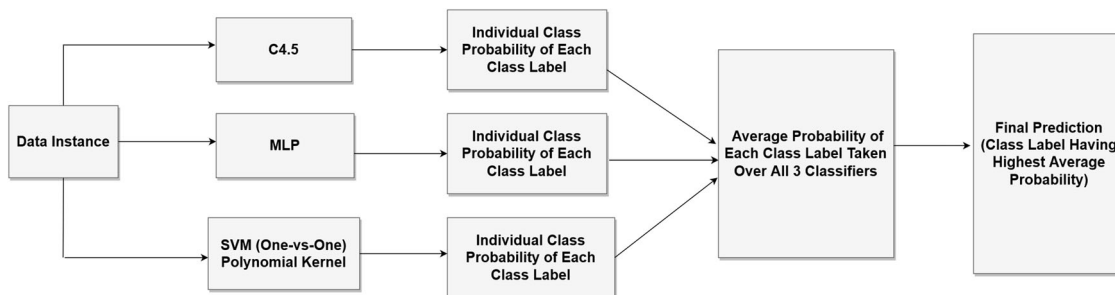 Data Instance
C4.5
Individual Class
Probability of Each
Class Label
MLP
Individual Class
Probability of Each
Class Label
SVM (One-vs-One)
Polynomial Kernel
Individual Class
Probability of Each
Class Label
Average Probability of
Each Class Label Taken
Over All 3 Classifiers
Final Prediction
(Class Label Having
Highest Average
Probability)